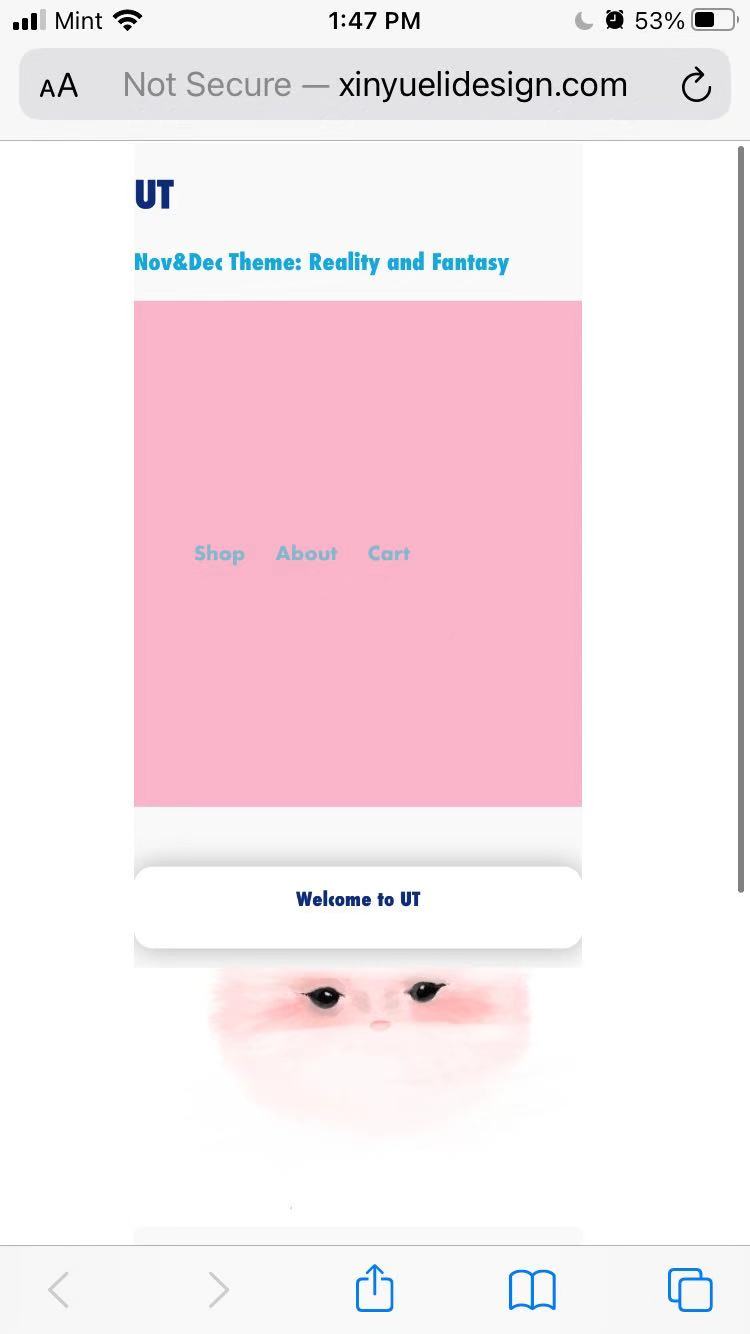 Mint 1:47 PM 53%
AA Not Secure — xinyuelidesign.com
UT
Nov&Dec Theme: Reality and Fantasy
Shop About Cart
Welcome to UT